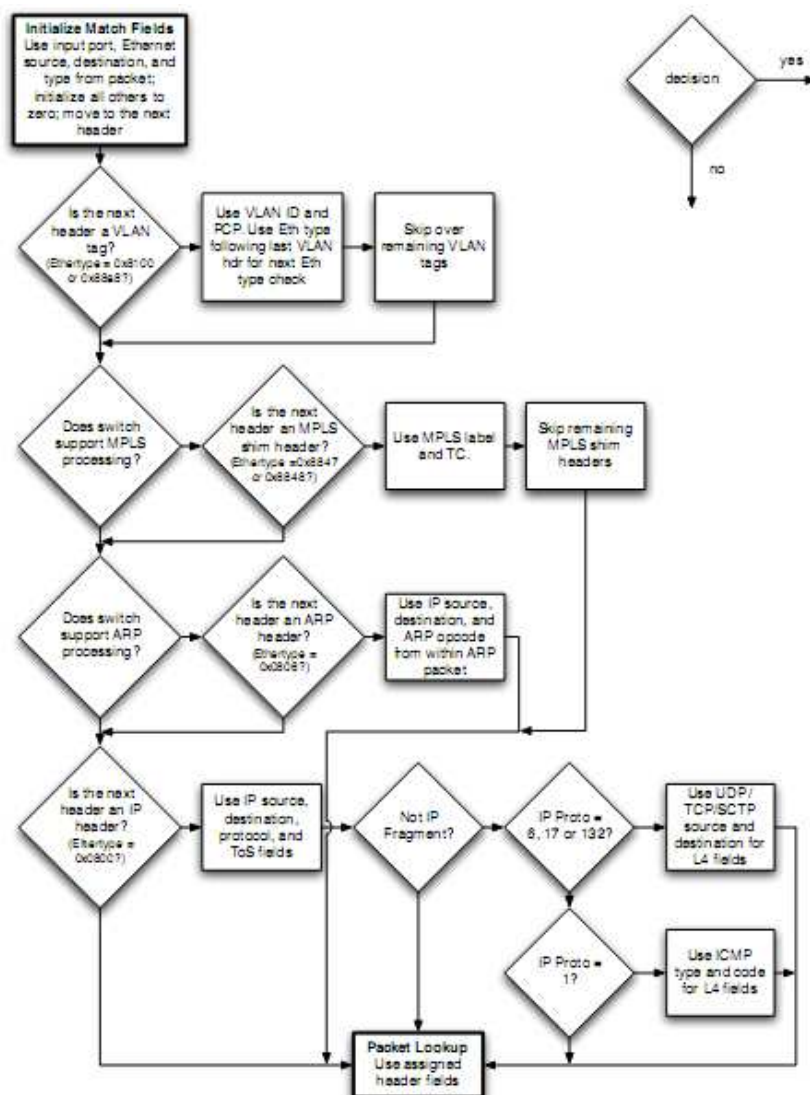 Initialize Match Fields
Use input port, Ethernet
source, destination, and
type from packet;
initialize all others to
zero; move to the next
header
decision
yes
no
Is the next
header a VLAN
tag?
(Ethertype = 0x8100
or 0x88a8?)
Use VLAN ID and
PCP. Use Eth type
following last VLAN
hdr for next Eth
type check
Skip over
remaining VLAN
tags
Does switch
support MPLS
processing?
Is the next
header an MPLS
shim header?
(Ethertype =0x8847
or 0x8848?)
Use MPLS label
and TC.
Skip remaining
MPLS shim
headers
Does switch
support ARP
processing?
Is the next
header an ARP
header?
(Ethertype =
0x0806?)
Use IP source,
destination, and
ARP opcode
from within ARP
packet
Is the next
header an IP
header?
(Ethertype =
0x0800?)
Use IP source,
destination,
protocol, and
ToS fields
Not IP
Fragment?
IP Proto =
6, 17 or 132?
Use UDP/
TCP/SCTP
source and
destination for
L4 fields
IP Proto =
1?
Use ICMP
type and code
for L4 fields
Packet Lookup
Use assigned
header fields